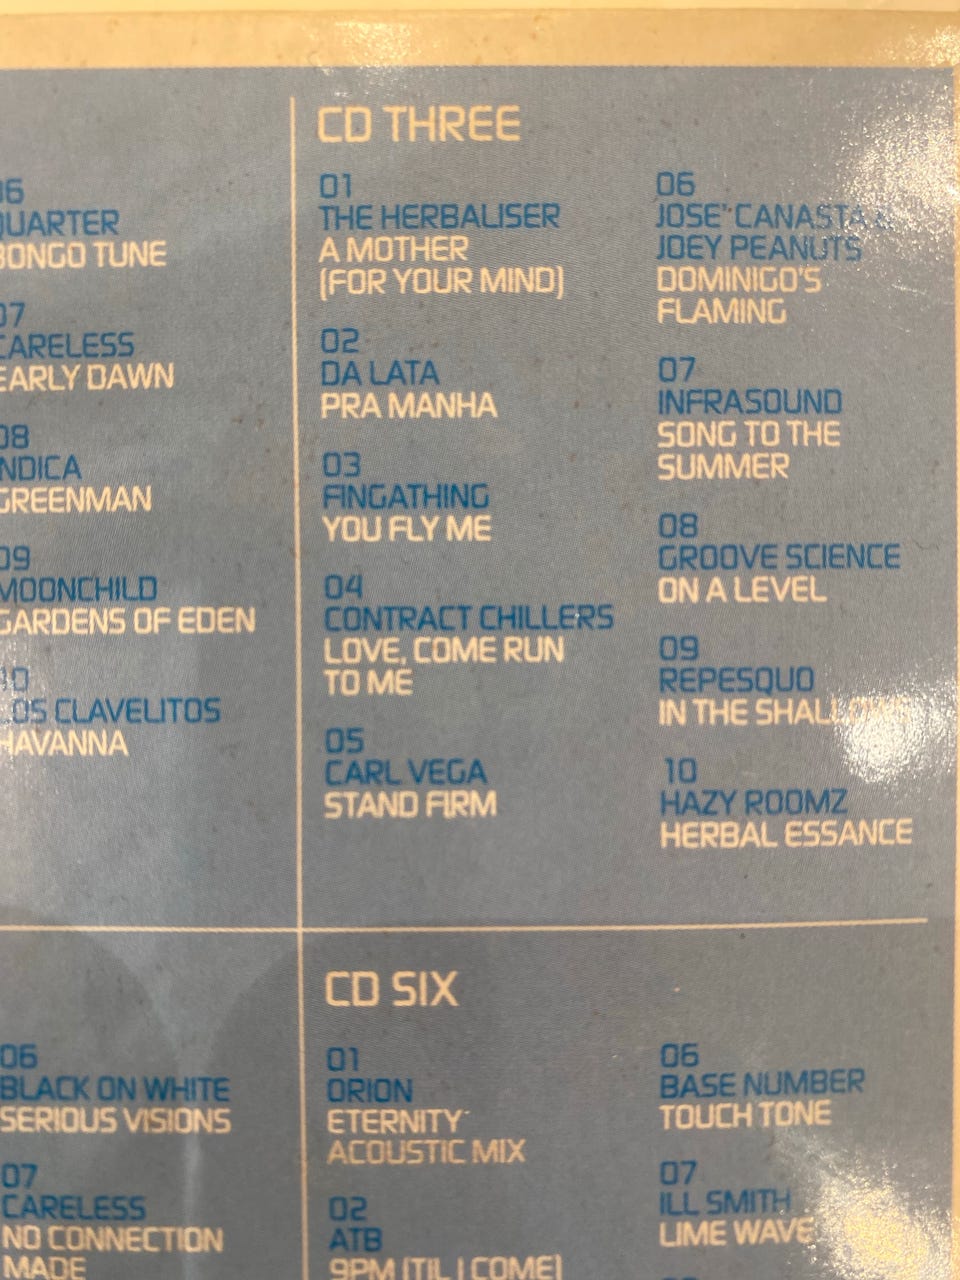 06
QUARTER
BONGO TUNE
07
CARELESS
EARLY DAWN
08
INDICA
GREENMAN
09
MOONCHILD
GARDENS OF EDEN
10
LOS CLAVELITOS
HAVANNA
CD THREE
01
THE HERBALISER
A MOTHER
(FOR YOUR MIND)
02
DA LATA
PRA MANHA
03
FINGATHING
YOU FLY ME
04
CONTRACT CHILLERS
LOVE, COME RUN
TO ME
05
CARL VEGA
STAND FIRM
06
JOSE' CANASTA
JOEY PEANUTS
DOMINIGO'S
FLAMING
07
INFRASOUND
SONG TO THE
SUMMER
08
GROOVE SCIENCE
ON A LEVEL
09
REPESQUO
IN THE
10
HAZY ROOMZ
HERBAL ESSANCE
06
BLACK ON WHITE
SERIOUS VISIONS
07
CARELESS
NO CONNECTION
MADE
CD SIX
01
ORION
ETERNITY
ACOUSTIC MIX
02
ATB
9PM (TIL I COME)
06
BASE NUMBER
TOUCH TONE
07
ILL SMITH
LIME WAVE